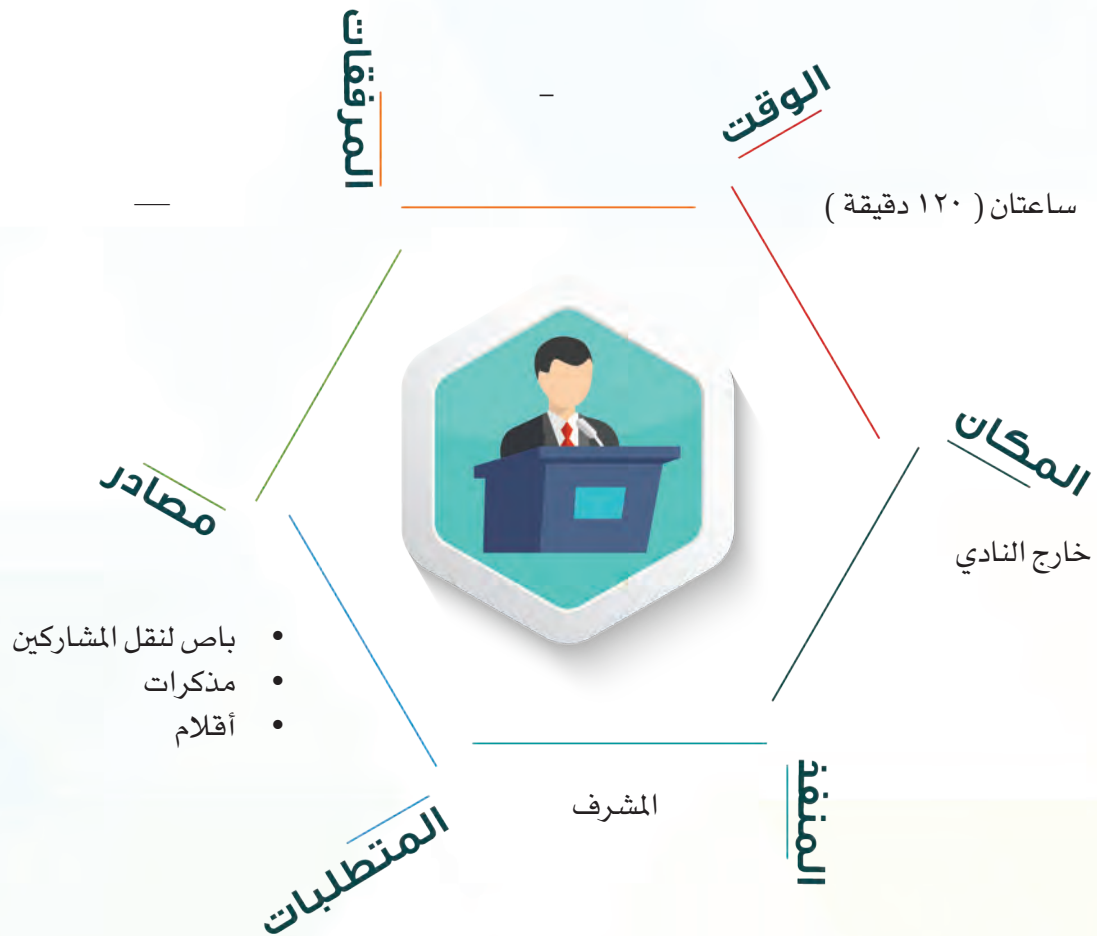 الوقت
ساعتان ( ١٢٠ دقيقة )
المكان
خارج النادي
المنفذ
المشرف
المتطلبات
• باص لنقل المشاركين
• مذكرات
• أقلام
مصادر
—
المرفقات
–